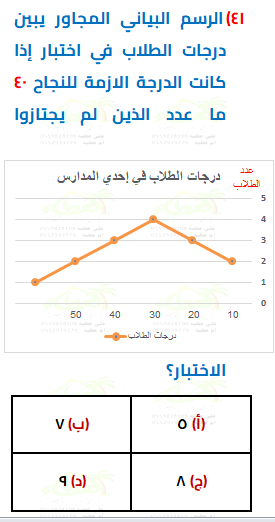 ٤١) الرسم البياني المجاور يبين
درجات الطلاب في اختبار إذا
كانت الدرجة الازمة للنجاح ٤٠
ما عدد الذين لم يجتازوا
درجات الطلاب في إحدي المدارس
عدد
الطلاب
5
4
3
2
1
0
50 40 30 20 10
درجات الطلاب
الاختبار؟
(أ) ٥ (ب) ٧
(ج) ٨ (د) ٩